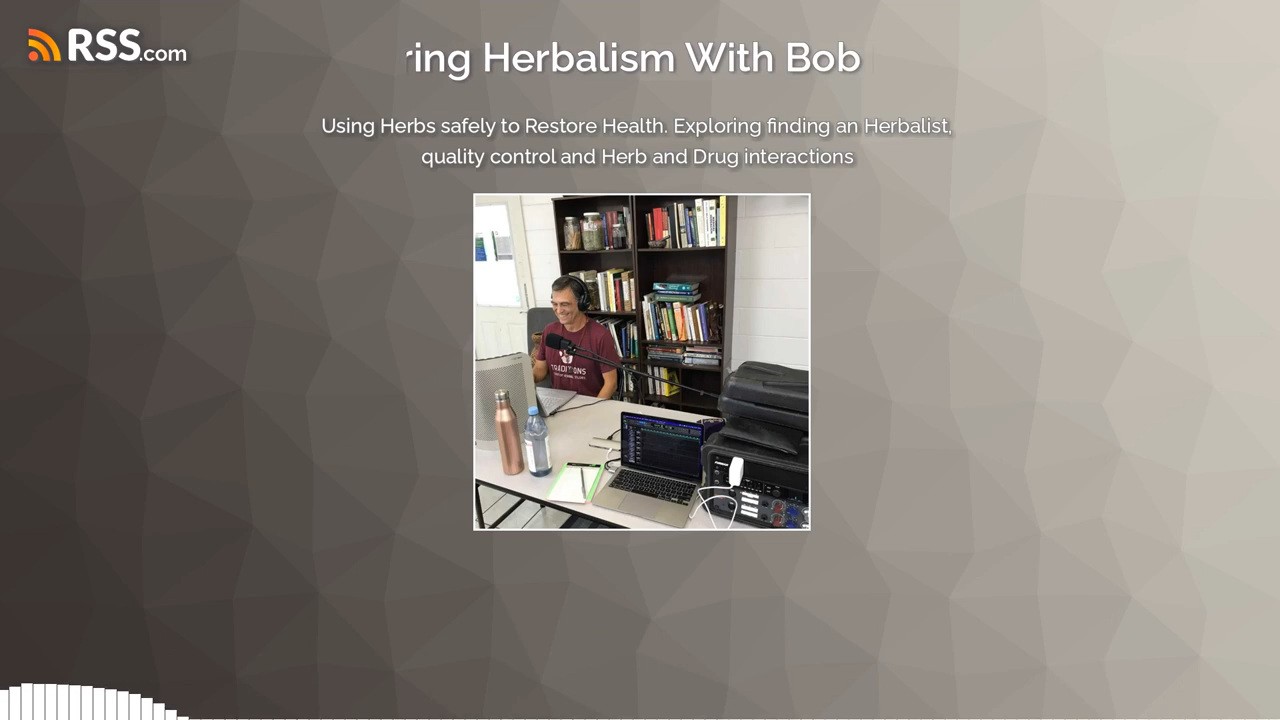 RSS.com
ring Herbalism With Bob
Using Herbs safely to Restore Health. Exploring finding an Herbalist,
quality control and Herb and Drug interactions